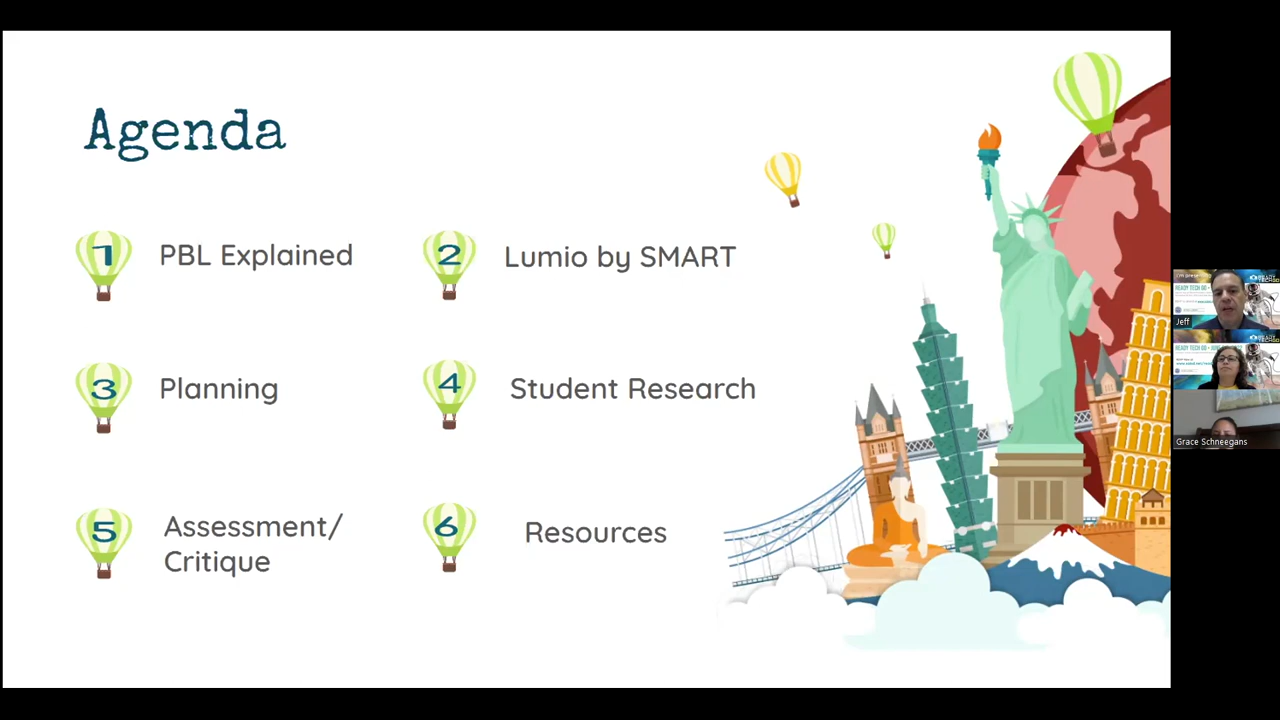 Agenda
1 PBL Explained
2 Lumio by SMART
3 Planning
4 Student Research
5 Assessment/
Critique
6 Resources
Jeff
Grace Schneegans